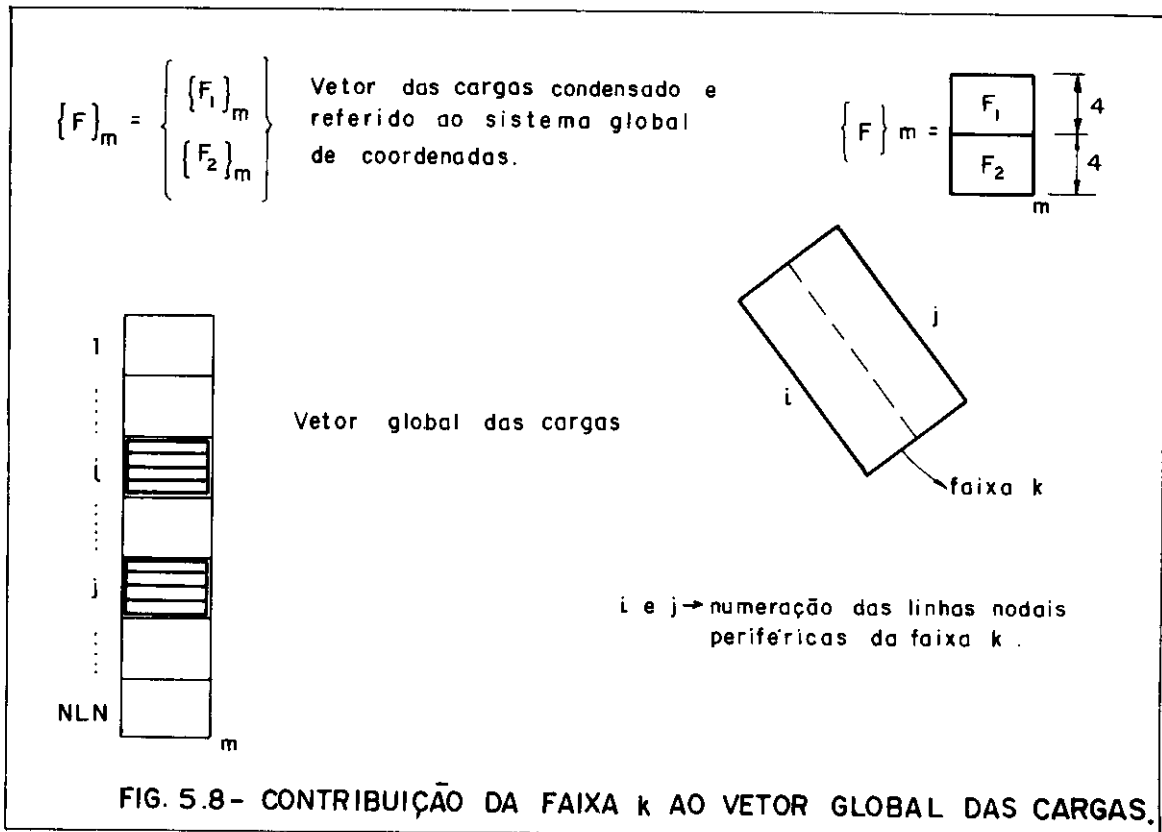 {F}m = { {F1}m {F2}m }
Vetor das cargas condensado e
referido ao sistema global
de coordenadas.
{F} m =
F1
4
F2
4
m
1
i
j
NLN
m
Vetor global das cargas
i
j
faixa k
i e j → numeração das linhas nodais
periféricas da faixa k .
FIG. 5.8- CONTRIBUIÇÃO DA FAIXA k AO VETOR GLOBAL DAS CARGAS.